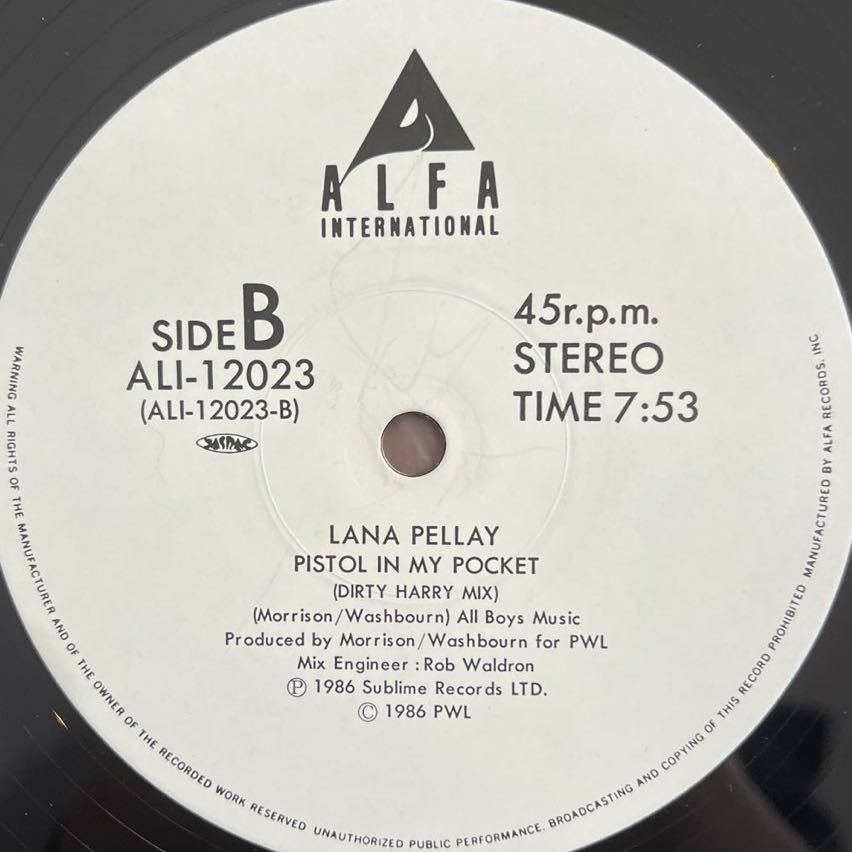 ALFA
INTERNATIONAL
SIDE B
ALI-12023
(ALI-12023-B)
JASRAC
45r.p.m.
STEREO
TIME 7:53
LANA PELLAY
PISTOL IN MY POCKET
(DIRTY HARRY MIX)
(Morrison/Washbourn) All Boys Music
Produced by Morrison/Washbourn for PWL
Mix Engineer : Rob Waldron
Ⓟ 1986 Sublime Records LTD.
© 1986 PWL
WARNING ALL RIGHTS OF THE MANUFACTURER AND OF THE OWNER OF THE RECORDED WORK RESERVED UNAUTHORIZED PUBLIC PERFORMANCE. BROADCASTING AND COPYING OF THIS RECORD PROHIBITED MANUFACTURED BY ALFA RECORDS. INC